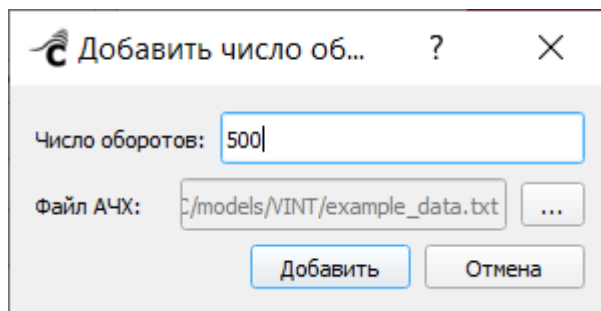 Добавить число об... ?
Число оборотов: 500
Файл АЧХ: C/models/VINT/example_data.txt ...
Добавить Отмена